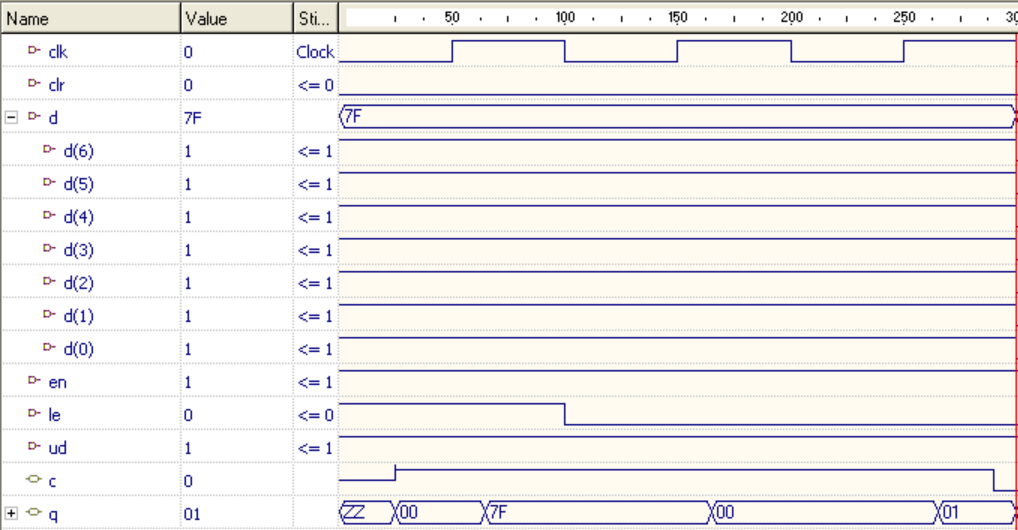 Name Value Sti... 50 100 150 200 250 30
clk 0 Clock
clr 0 <= 0
d 7F 7F
d(6) 1 <= 1
d(5) 1 <= 1
d(4) 1 <= 1
d(3) 1 <= 1
d(2) 1 <= 1
d(1) 1 <= 1
d(0) 1 <= 1
en 1 <= 1
le 0 <= 0
ud 1 <= 1
c 0
q 01 ZZ 00 7F 00 01